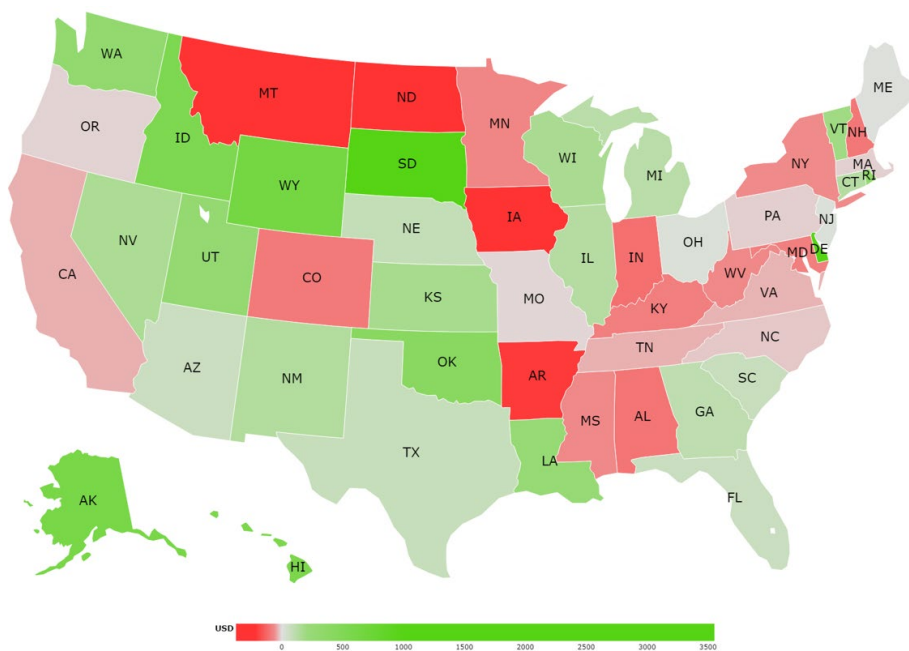 WA
MT
ND
MN
ME
OR
ID
SD
WI
VT
NH
NY
MA
WY
MI
CT
RI
NE
IA
PA
NJ
NV
UT
CO
IL
IN
OH
MD
DE
CA
KS
MO
WV
VA
KY
NC
TN
AZ
NM
OK
AR
SC
MS
AL
GA
TX
LA
FL
AK
HI
USD
0 500 1000 1500 2000 2500 3000 3500